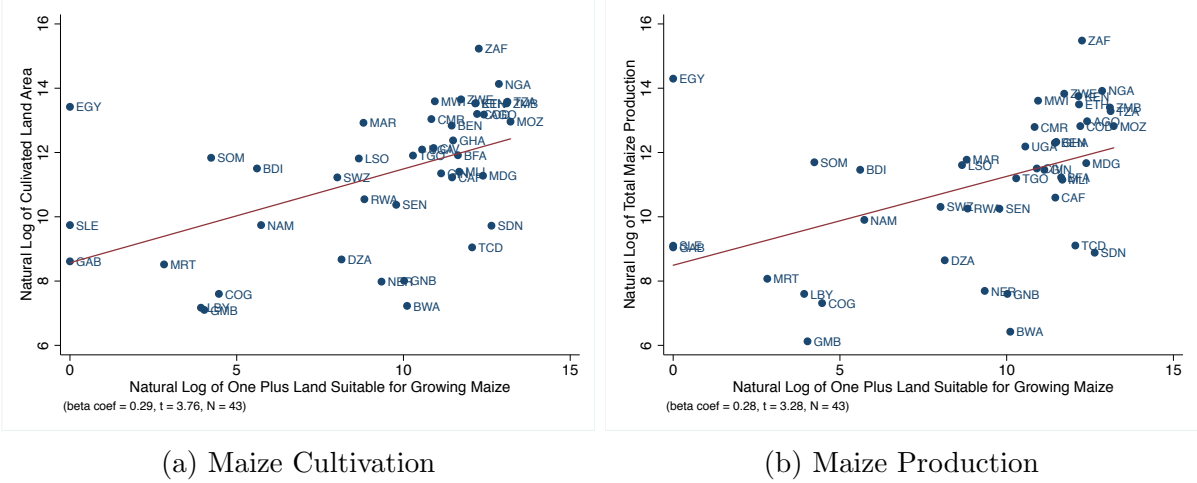 16
14
12
10
8
6
Natural Log of Cultivated Land Area
EGY
SLE
GAB
MRT
SOM
BDI
NAM
COG
LBY
GMB
ZAF
NGA
MWI
ZWE
KEN
TZA
ZMB
MAR
CMR
BEN
MOZ
GHA
LSO
TGO
BFA
SWZ
MLI
CAF
MDG
RWA
SEN
SDN
TCD
DZA
NER
GNB
BWA
0
5
10
15
Natural Log of One Plus Land Suitable for Growing Maize
(beta coef = 0.29, t = 3.76, N = 43)
(a) Maize Cultivation
16
14
12
10
8
6
Natural Log of Total Maize Production
EGY
SLE
GAB
MRT
SOM
BDI
NAM
LBY
COG
GMB
ZAF
NGA
ZWE
KEN
MWI
ETH
ZMB
TZA
AGO
CMR
COD
MOZ
UGA
BEN
MAR
LSO
MDG
TGO
BFA
MLI
CAF
SWZ
RWA
SEN
TCD
SDN
DZA
NER
GNB
BWA
0
5
10
15
Natural Log of One Plus Land Suitable for Growing Maize
(beta coef = 0.28, t = 3.28, N = 43)
(b) Maize Production